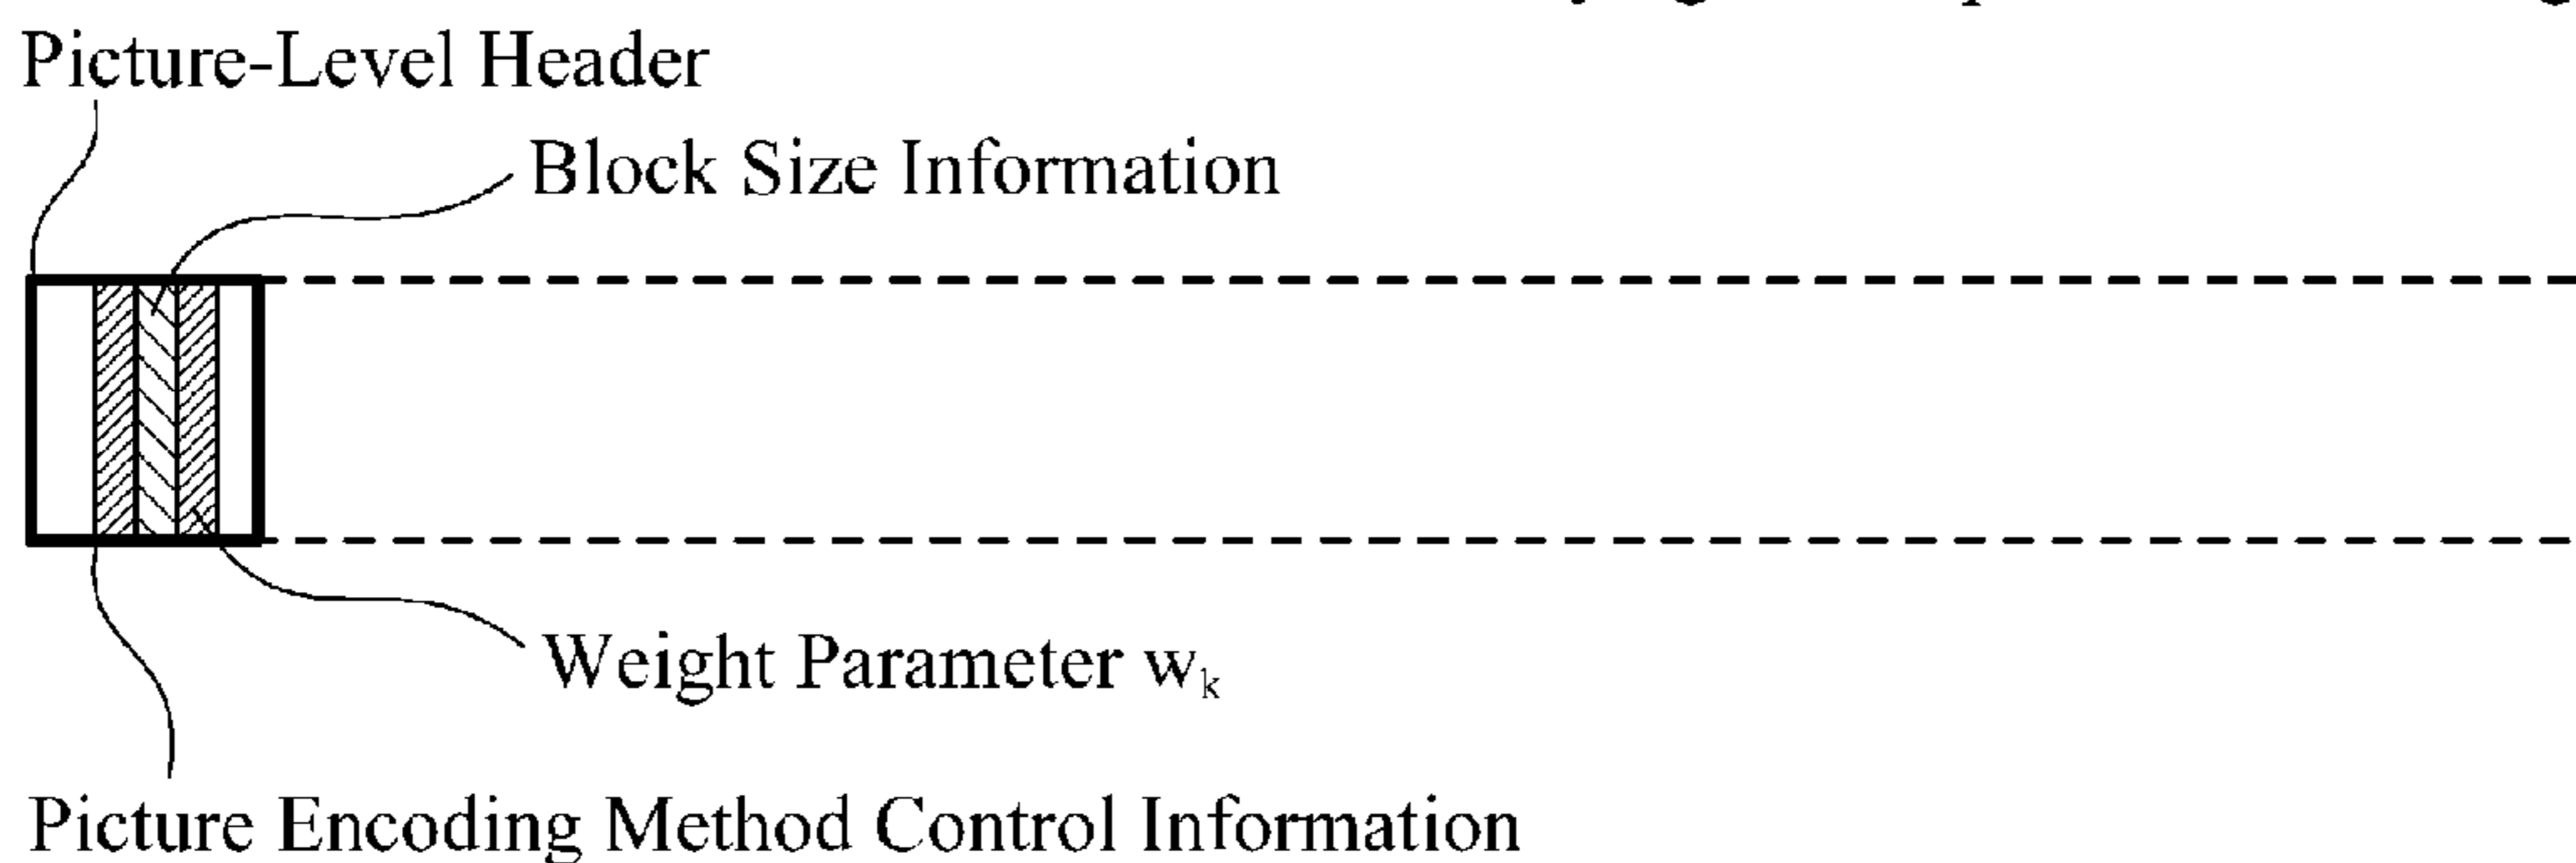 Picture-Level Header
Block Size Information
Weight Parameter wₖ
Picture Encoding Method Control Information